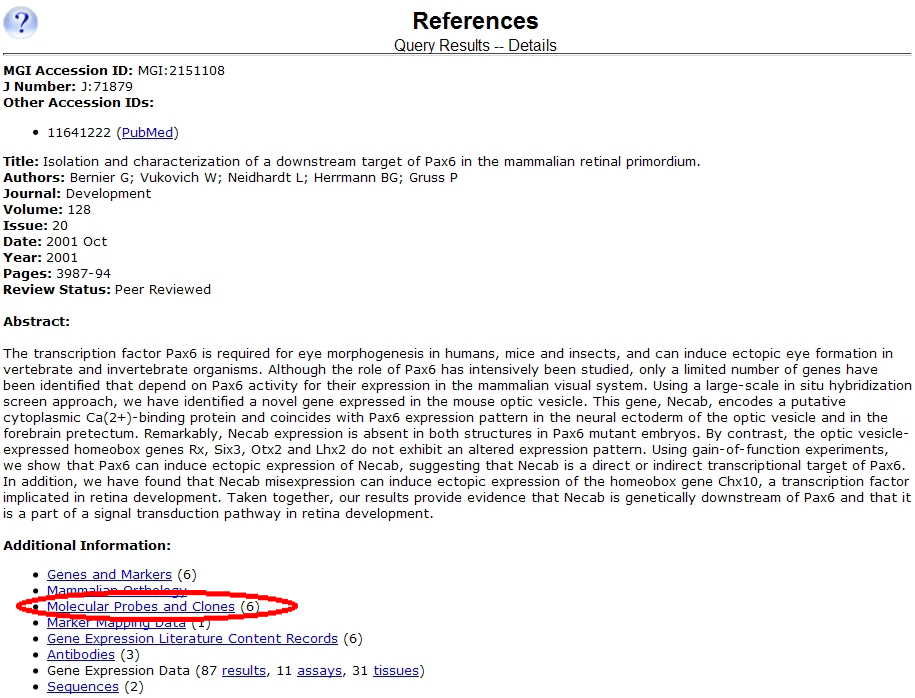 ?
References
Query Results -- Details
MGI Accession ID: MGI:2151108
J Number: J:71879
Other Accession IDs:
• 11641222 (PubMed)
Title: Isolation and characterization of a downstream target of Pax6 in the mammalian retinal primordium.
Authors: Bernier G; Vukovich W; Neidhardt L; Herrmann BG; Gruss P
Journal: Development
Volume: 128
Issue: 20
Date: 2001 Oct
Year: 2001
Pages: 3987-94
Review Status: Peer Reviewed
Abstract:
The transcription factor Pax6 is required for eye morphogenesis in humans, mice and insects, and can induce ectopic eye formation in
vertebrate and invertebrate organisms. Although the role of Pax6 has intensively been studied, only a limited number of genes have
been identified that depend on Pax6 activity for their expression in the mammalian visual system. Using a large-scale in situ hybridization
screen approach, we have identified a novel gene expressed in the mouse optic vesicle. This gene, Necab, encodes a putative
cytoplasmic Ca(2+)-binding protein and coincides with Pax6 expression pattern in the neural ectoderm of the optic vesicle and in the
forebrain pretectum. Remarkably, Necab expression is absent in both structures in Pax6 mutant embryos. By contrast, the optic vesicle-
expressed homeobox genes Rx, Six3, Otx2 and Lhx2 do not exhibit an altered expression pattern. Using gain-of-function experiments,
we show that Pax6 can induce ectopic expression of Necab, suggesting that Necab is a direct or indirect transcriptional target of Pax6.
In addition, we have found that Necab misexpression can induce ectopic expression of the homeobox gene Chx10, a transcription factor
implicated in retina development. Taken together, our results provide evidence that Necab is genetically downstream of Pax6 and that it
is a part of a signal transduction pathway in retina development.
Additional Information:
• Genes and Markers (6)
• Mammalian Orthology
• Molecular Probes and Clones (6)
• Marker Mapping Data (1)
• Gene Expression Literature Content Records (6)
• Antibodies (3)
• Gene Expression Data (87 results, 11 assays, 31 tissues)
• Sequences (2)